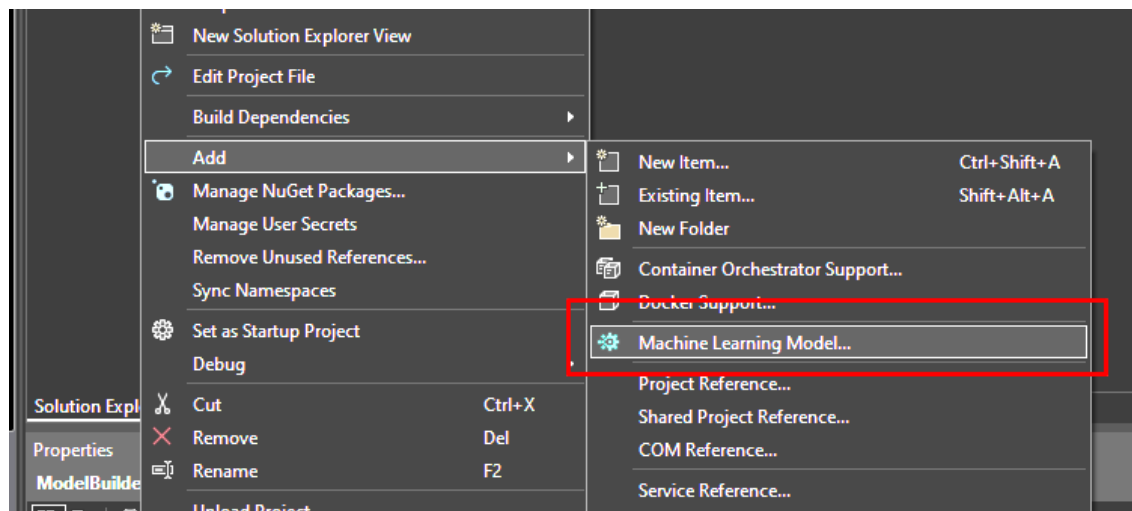 New Solution Explorer View
Edit Project File
Build Dependencies
Add
Manage NuGet Packages...
Manage User Secrets
Remove Unused References...
Sync Namespaces
Set as Startup Project
Debug
Cut Ctrl+X
Remove Del
Rename F2
Upload Project
New Item... Ctrl+Shift+A
Existing Item... Shift+Alt+A
New Folder
Container Orchestrator Support...
Docker Support...
Machine Learning Model...
Project Reference...
Shared Project Reference...
COM Reference...
Service Reference...
Solution Expl
Properties
ModelBuilde